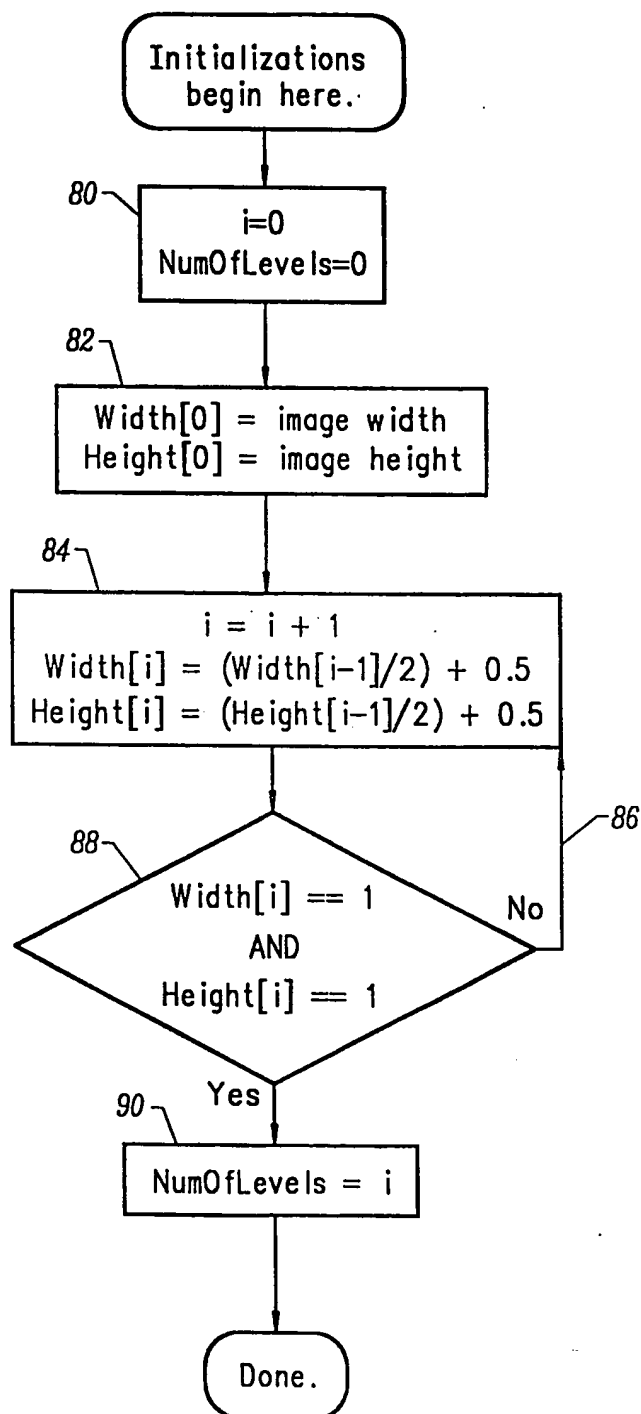 Initializations
begin here.
80
i=0
NumOfLevels=0
82
Width[0] = image width
Height[0] = image height
84
i = i + 1
Width[i] = (Width[i-1]/2) + 0.5
Height[i] = (Height[i-1]/2) + 0.5
86
88
Width[i] == 1
AND
Height[i] == 1
No
Yes
90
NumOfLevels = i
Done.